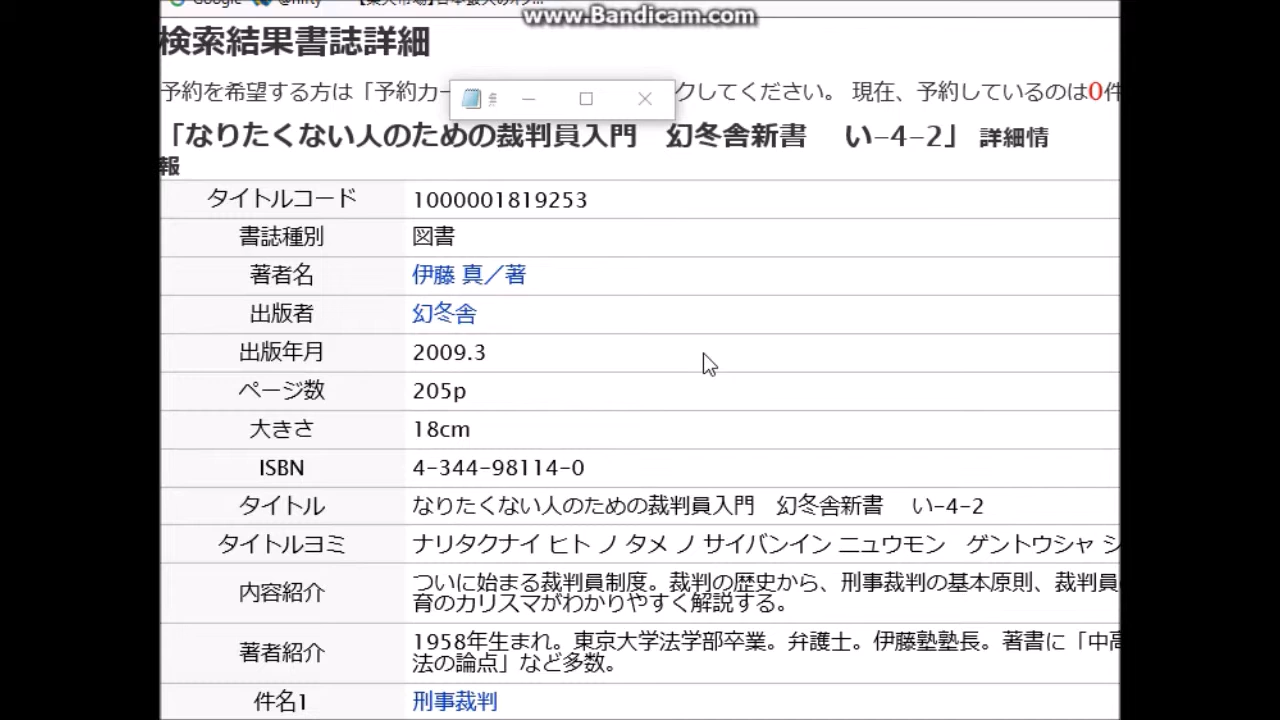 www.Bandicam.com
Google @nifty
検索結果書誌詳細
予約を希望する方は「予約カー クしてください。 現在、予約しているのは0件
「なりたくない人のための裁判員入門 幻冬舎新書 い-4-2」 詳細情
報
タイトルコード 1000001819253
書誌種別 図書
著者名 伊藤 真／著
出版者 幻冬舎
出版年月 2009.3
ページ数 205p
大きさ 18cm
ISBN 4-344-98114-0
タイトル なりたくない人のための裁判員入門 幻冬舎新書 い-4-2
タイトルヨミ ナリタクナイ ヒト ノ タメ ノ サイバンイン ニュウモン ゲントウシャ シ
内容紹介 ついに始まる裁判員制度。裁判の歴史から、刑事裁判の基本原則、裁判員
育のカリスマがわかりやすく解説する。
著者紹介 1958年生まれ。東京大学法学部卒業。弁護士。伊藤塾塾長。著書に「中高
法の論点」など多数。
件名1 刑事裁判